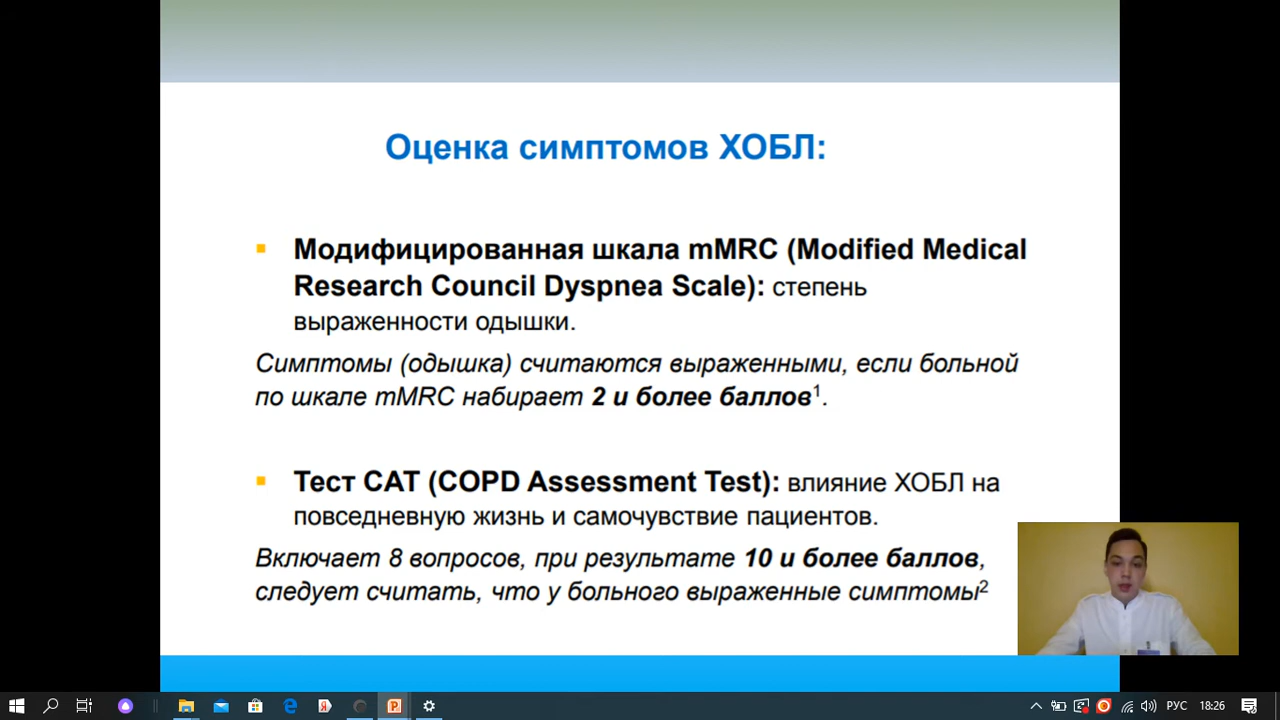 Оценка симптомов ХОБЛ:
Модифицированная шкала mMRC (Modified Medical
Research Council Dyspnea Scale): степень
выраженности одышки.
Симптомы (одышка) считаются выраженными, если больной
по шкале mMRC набирает 2 и более баллов¹.
Тест CAT (COPD Assessment Test): влияние ХОБЛ на
повседневную жизнь и самочувствие пациентов.
Включает 8 вопросов, при результате 10 и более баллов,
следует считать, что у больного выраженные симптомы²
РУС
18:26